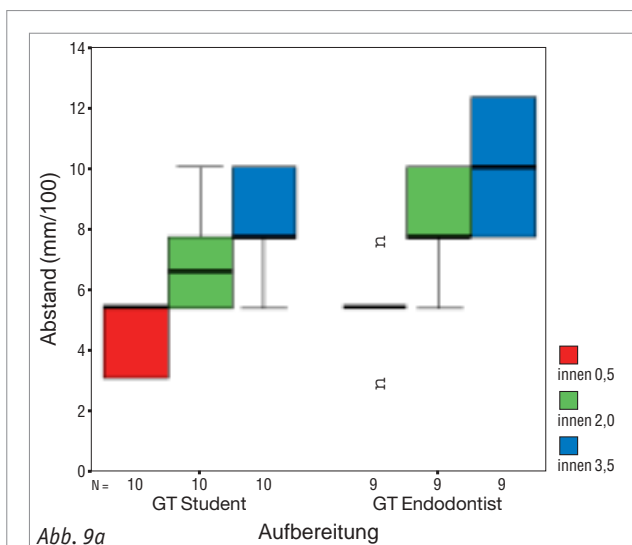 14
12
10
8
6
4
2
0
Abstand (mm/100)
n
n
N = 10 10 10 9 9 9
GT Student GT Endodontist
Aufbereitung
innen 0,5
innen 2,0
innen 3,5
Abb. 9a